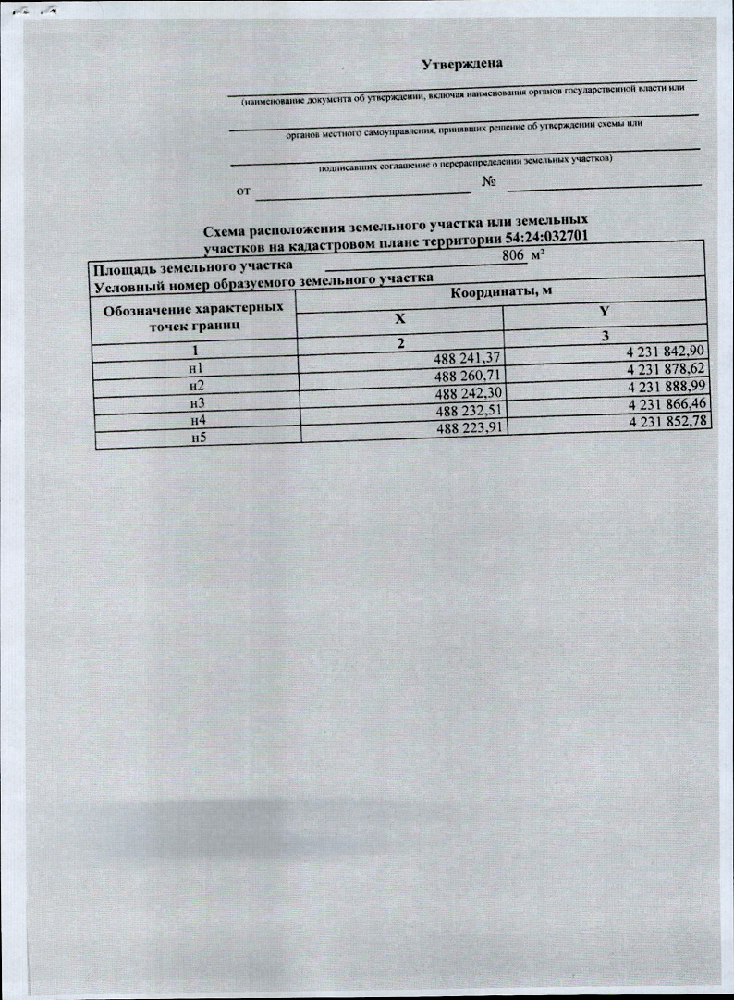 Утверждена
(наименование документа об утверждении, включая наименования органов государственной власти или
органов местного самоуправления, принявших решение об утверждении схемы или
подписавших соглашение о перераспределении земельных участков)
от № 
Схема расположения земельного участка или земельных
участков на кадастровом плане территории 54:24:032701
Площадь земельного участка 806 м²
Условный номер образуемого земельного участка
Обозначение характерных точек границ Координаты, м
X Y
1 2 3
н1 488 241,37 4 231 842,90
н2 488 260,71 4 231 878,62
н3 488 242,30 4 231 888,99
н4 488 232,51 4 231 866,46
н5 488 223,91 4 231 852,78